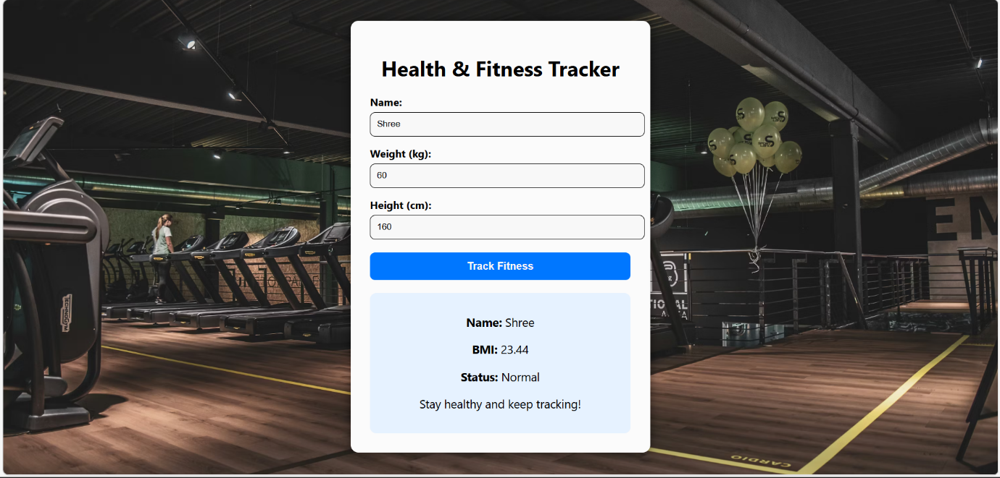 Health & Fitness Tracker
Name:
Shree
Weight (kg):
60
Height (cm):
160
Track Fitness
Name: Shree
BMI: 23.44
Status: Normal
Stay healthy and keep tracking!
TECHNOGYM
EM
CARDIO